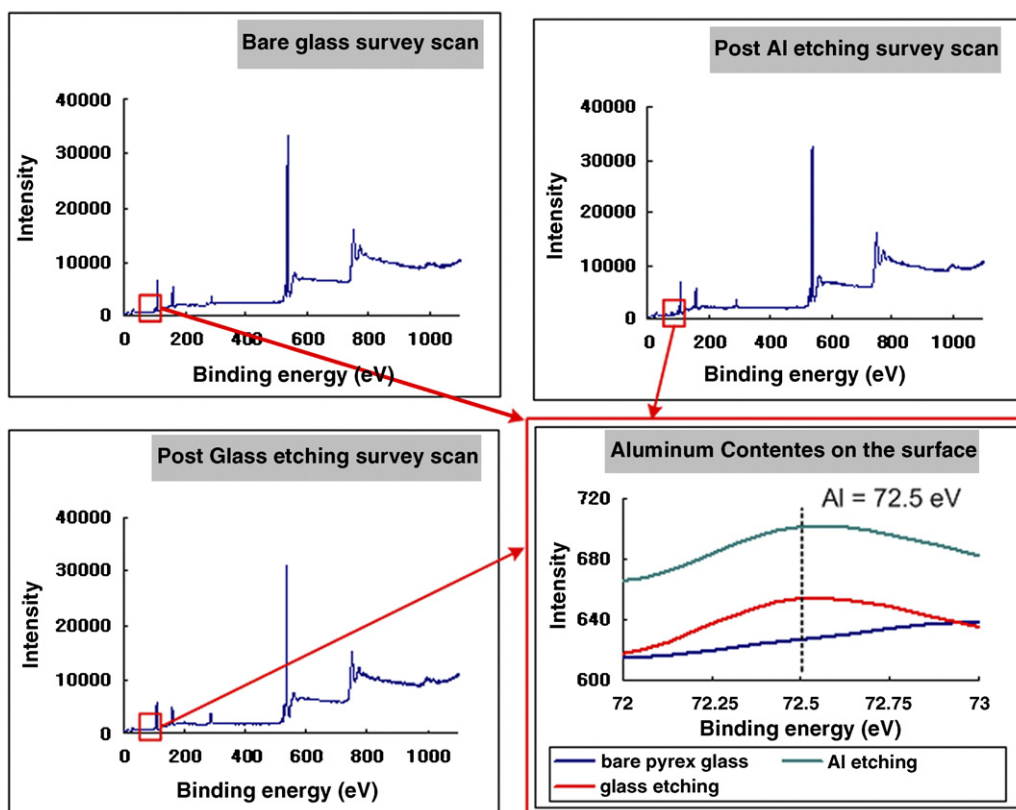 Bare glass survey scan
40000
30000
20000
10000
0
Intensity
0 200 400 600 800 1000
Binding energy (eV)
Post Al etching survey scan
40000
30000
20000
10000
0
Intensity
0 200 400 600 800 1000
Binding energy (eV)
Post Glass etching survey scan
40000
30000
20000
10000
0
Intensity
0 200 400 600 800 1000
Binding energy (eV)
Aluminum Contentes on the surface
Al = 72.5 eV
720
680
640
600
Intensity
72 72.25 72.5 72.75 73
Binding energy (eV)
bare pyrex glass Al etching
glass etching